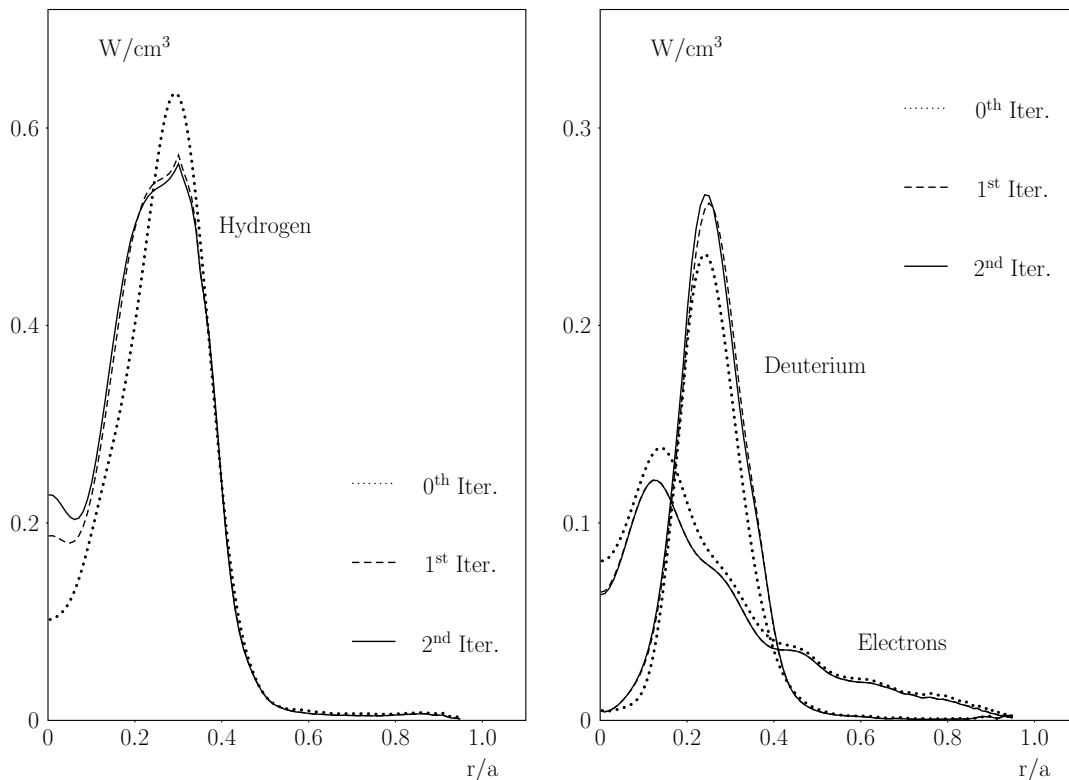 W/cm³
0.6
0.4
0.2
0
Hydrogen
0th Iter.
1st Iter.
2nd Iter.
0 0.2 0.4 0.6 0.8 1.0
r/a
W/cm³
0.3
0.2
0.1
0
0th Iter.
1st Iter.
2nd Iter.
Deuterium
Electrons
0 0.2 0.4 0.6 0.8 1.0
r/a